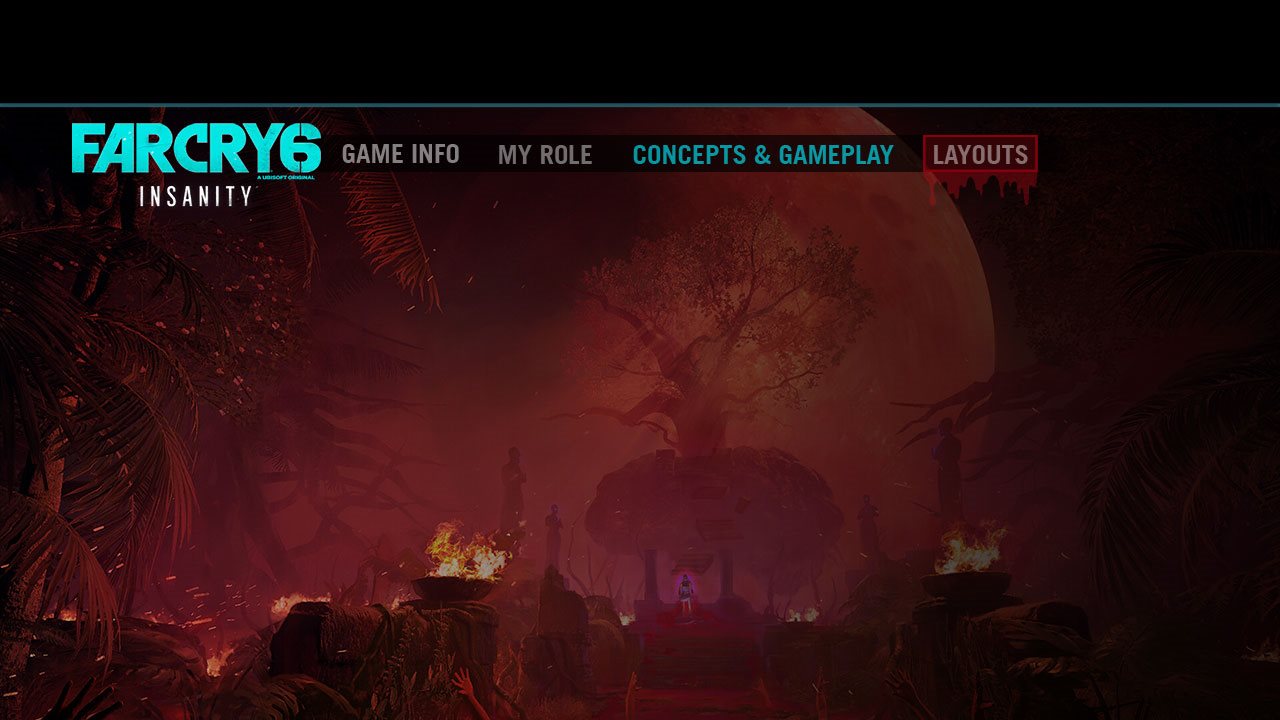 FARCRY6
A UBISOFT ORIGINAL
INSANITY
GAME INFO
MY ROLE
CONCEPTS & GAMEPLAY
LAYOUTS